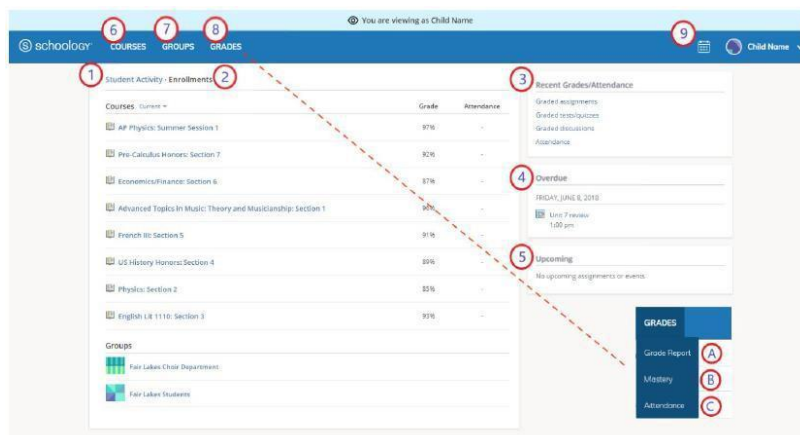 You are viewing as Child Name
6 7 8 9
S schoology COURSES GROUPS GRADES Child Name
1 Student Activity · Enrollments 2
Courses Current Grade Attendance
AP Physics: Summer Session 1 97% -
Pre-Calculus Honors: Section 7 92% -
Economics/Finance: Section 6 87% -
Advanced Topics in Music: Theory and Musicianship: Section 1 -
French III: Section 5 91% -
US History Honors: Section 4 -
Physics: Section 2 85% -
English Lit 1110: Section 3 -
Groups
Fair Lakes Choir Department
Fair Lakes Students
3 Recent Grades/Attendance
Graded assignments
Graded tests/quizzes
Graded discussions
Attendance
4 Overdue
FRIDAY, JUNE 8, 2018
Unit 7 review
1:00 pm
5 Upcoming
No upcoming assignments or events
GRADES
Grade Report A
Mastery B
Attendance C